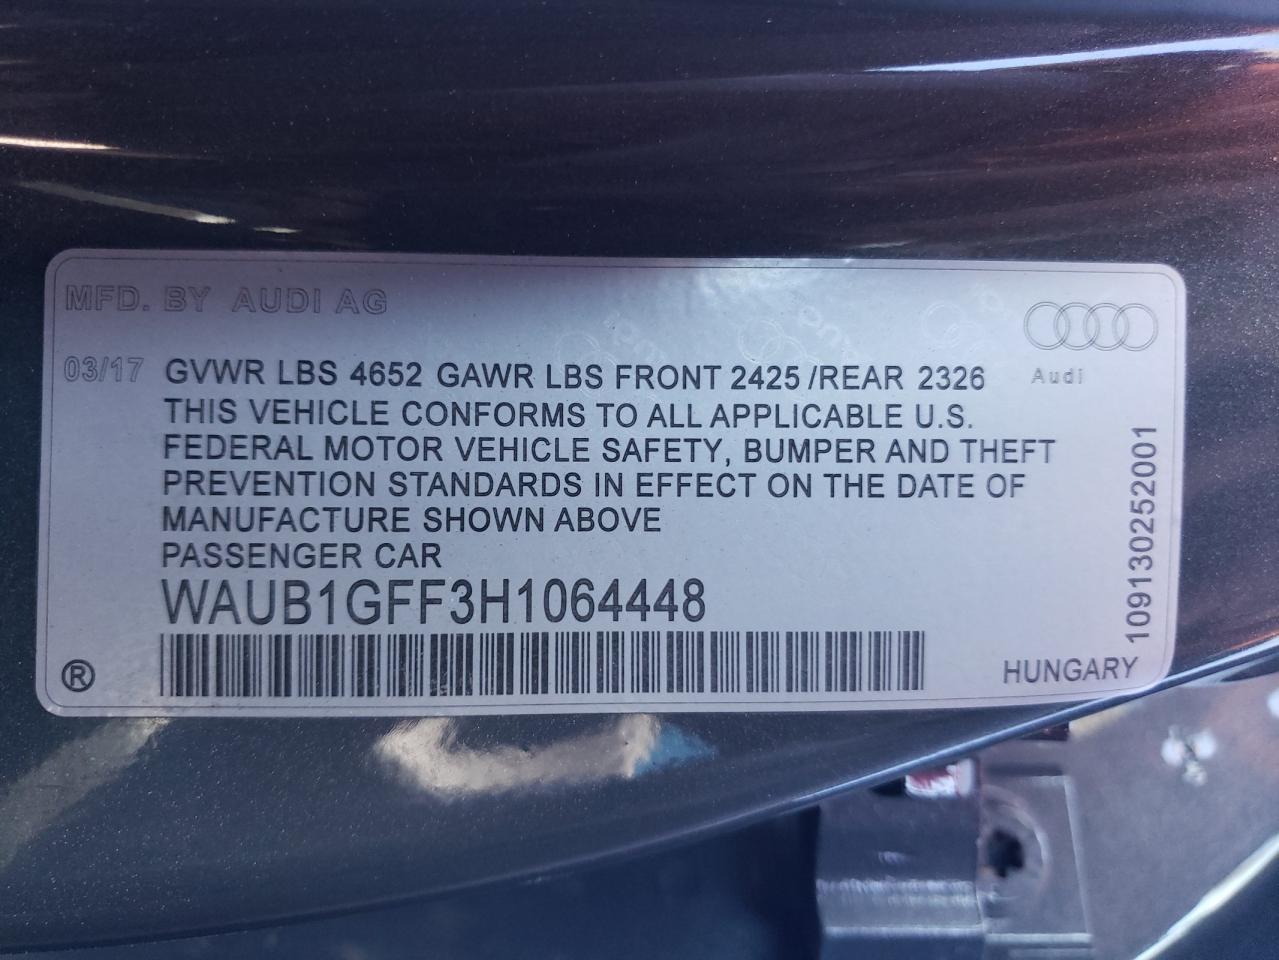 MFD. BY AUDI AG
03/17 GVWR LBS 4652 GAWR LBS FRONT 2425 /REAR 2326
Audi
THIS VEHICLE CONFORMS TO ALL APPLICABLE U.S.
FEDERAL MOTOR VEHICLE SAFETY, BUMPER AND THEFT
PREVENTION STANDARDS IN EFFECT ON THE DATE OF
MANUFACTURE SHOWN ABOVE
PASSENGER CAR
WAUB1GFF3H1064448
®
HUNGARY
109130252001